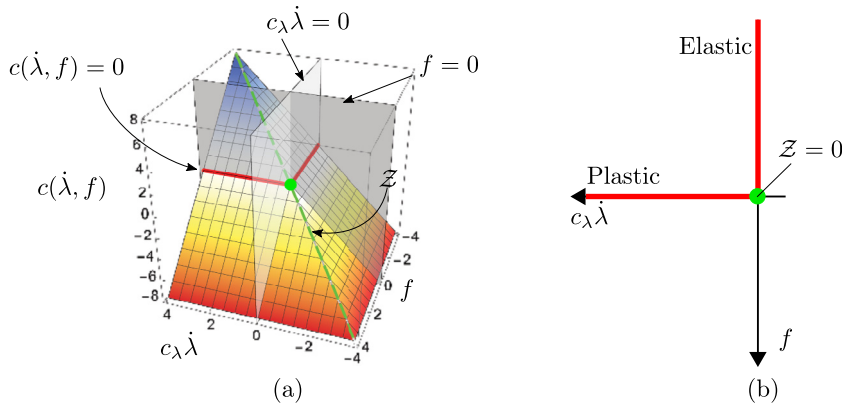 c_λ λ̇ = 0
c(λ̇, f) = 0
f = 0
8
6
4
2
0
−2
−4
−6
−8
c(λ̇, f)
𝒵
4
2
0
−2
−4
c_λ λ̇
−4
−2
0
2
4
f
(a)
Elastic
𝒵 = 0
Plastic
c_λ λ̇
f
(b)